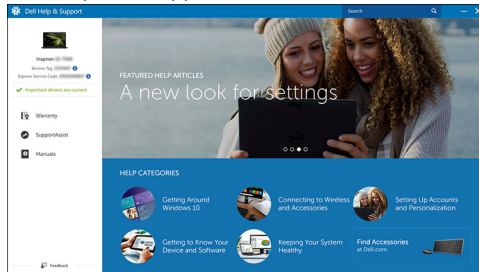 Dell Help & Support
Search
Inspiron
Service Tag
Express Service Code
Important drivers are current
Warranty
SupportAssist
Manuals
Feedback
FEATURED HELP ARTICLES
A new look for settings
HELP CATEGORIES
Getting Around
Windows 10
Connecting to Wireless
and Accessories
Setting Up Accounts
and Personalization
Getting to Know Your
Device and Software
Keeping Your System
Healthy
Find Accessories
at Dell.com